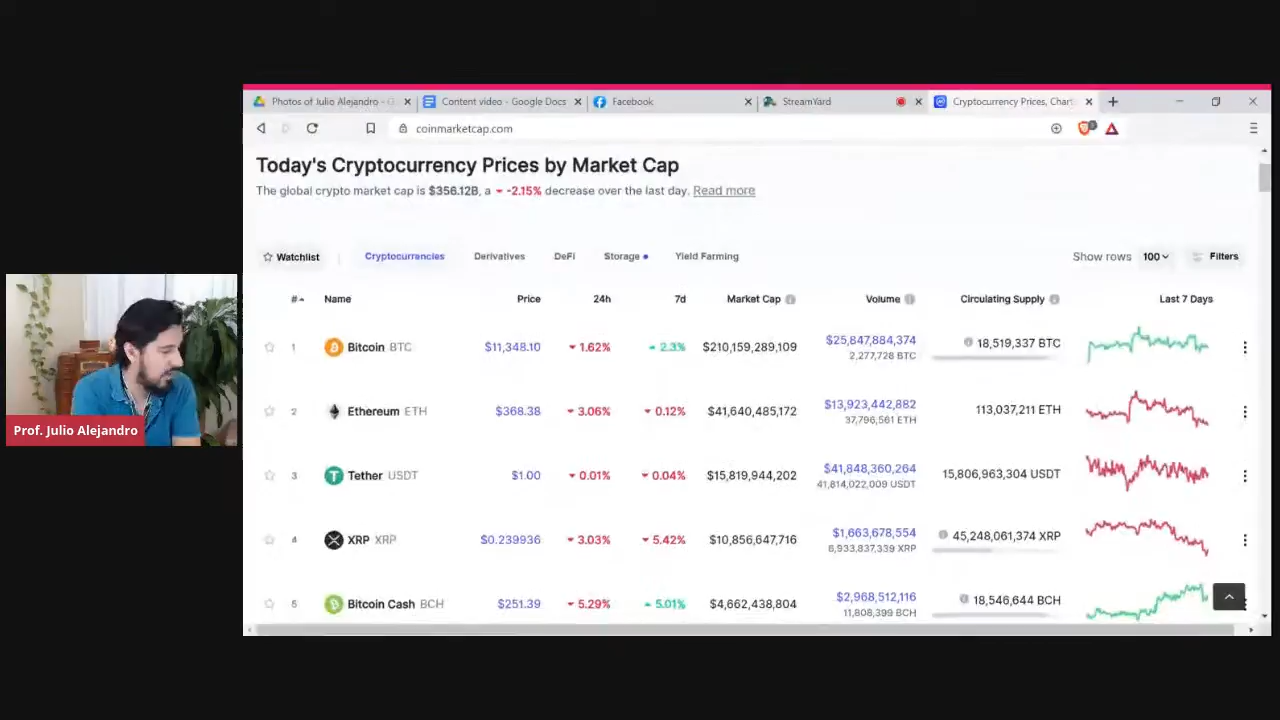 Photos of Julio Alejandro - G
Content video - Google Docs
Facebook
StreamYard
Cryptocurrency Prices, Chart
coinmarketcap.com
Today's Cryptocurrency Prices by Market Cap
The global crypto market cap is $356.12B, a -2.15% decrease over the last day. Read more
Watchlist Cryptocurrencies Derivatives DeFi Storage Yield Farming Show rows 100 Filters
# Name Price 24h 7d Market Cap Volume Circulating Supply Last 7 Days
1 Bitcoin BTC $11,348.10 1.62% 2.3% $210,159,289,109 $25,847,884,374 18,519,337 BTC
2,277,728 BTC
2 Ethereum ETH $368.38 3.06% 0.12% $41,640,485,172 $13,923,442,882 113,037,211 ETH
37,796,561 ETH
3 Tether USDT $1.00 0.01% 0.04% $15,819,944,202 $41,848,360,264 15,806,963,304 USDT
41,814,022,009 USDT
4 XRP XRP $0.239936 3.03% 5.42% $10,856,647,716 $1,663,678,554 45,248,061,374 XRP
6,933,837,339 XRP
5 Bitcoin Cash BCH $251.39 5.29% 5.01% $4,662,438,804 $2,968,512,116 18,546,644 BCH
11,808,399 BCH
Prof. Julio Alejandro